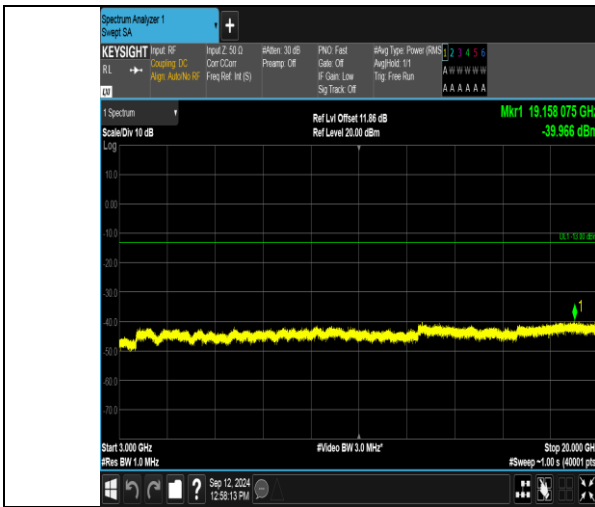 Spectrum Analyzer 1
Swept SA
+
KEYSIGHT Input: RF Input Z: 50 Ω #Atten: 30 dB PNO: Fast #Avg Type: Power (RMS 1 2 3 4 5 6
RL Coupling: DC Corr CCorr Preamp: Off Gate: Off Avg|Hold: 1/1 A W W W W W
Align: Auto/No RF Freq Ref: Int (S) IF Gain: Low Trig: Free Run
LXI Sig Track: Off A A A A A A
1 Spectrum Ref Lvl Offset 11.86 dB Mkr1 19.158 075 GHz
Scale/Div 10 dB Ref Level 20.00 dBm -39.966 dBm
Log
10.0
0.00
-10.0
DL1 -13.00 dBm
-20.0
-30.0
1
-40.0
-50.0
-60.0
-70.0
Start 3.000 GHz #Video BW 3.0 MHz* Stop 20.000 GHz
#Res BW 1.0 MHz #Sweep ~1.00 s (40001 pts
? Sep 12, 2024
12:58:13 PM